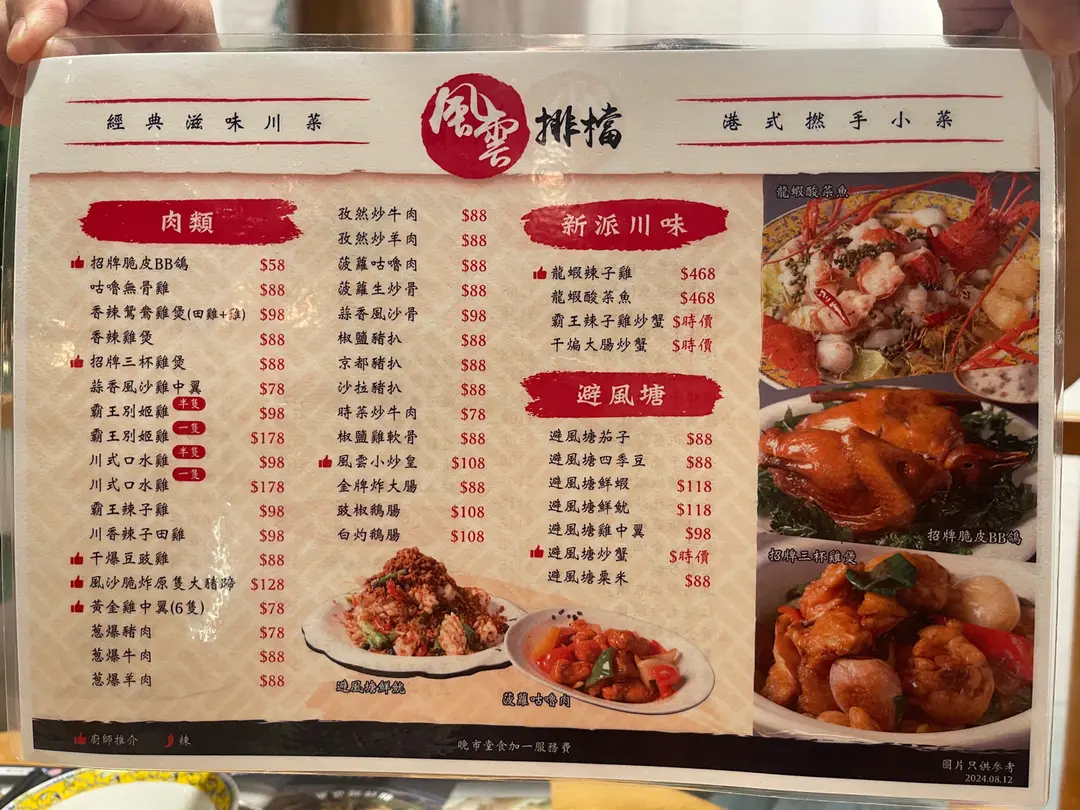 經典滋味川菜
風雲排檔
港式撚手小菜
肉類
招牌脆皮BB鴿 $58
咕嚕無骨雞 $88
香辣鴛鴦雞煲(田雞+雞) $98
香辣雞煲 $88
招牌三杯雞煲 $88
蒜香風沙雞中翼 $78
霸王別姬雞 半隻 $98
霸王別姬雞 一隻 $178
川式口水雞 半隻 $98
川式口水雞 一隻 $178
霸王辣子雞 $98
川香辣子田雞 $98
干爆豆豉雞 $88
風沙脆炸原隻大豬蹄 $128
黃金雞中翼(6隻) $78
蔥爆豬肉 $78
蔥爆牛肉 $88
蔥爆羊肉 $88
孜然炒牛肉 $88
孜然炒羊肉 $88
菠蘿咕嚕肉 $88
菠蘿生炒骨 $88
蒜香風沙骨 $98
椒鹽豬扒 $88
京都豬扒 $88
沙拉豬扒 $88
時菜炒牛肉 $78
椒鹽雞軟骨 $88
風雲小炒皇 $108
金牌炸大腸 $88
豉椒鵝腸 $108
白灼鵝腸 $108
新派川味
龍蝦辣子雞 $468
龍蝦酸菜魚 $468
霸王辣子雞炒蟹 $時價
干煸大腸炒蟹 $時價
避風塘
避風塘茄子 $88
避風塘四季豆 $88
避風塘鮮蝦 $118
避風塘鮮魷 $118
避風塘雞中翼 $98
避風塘炒蟹 $時價
避風塘粟米 $88
龍蝦酸菜魚
招牌脆皮BB鴿
招牌三杯雞煲
避風塘鮮魷
菠蘿咕嚕肉
廚師推介 辣
晚市堂食加一服務費
圖片只供參考
2024.08.12